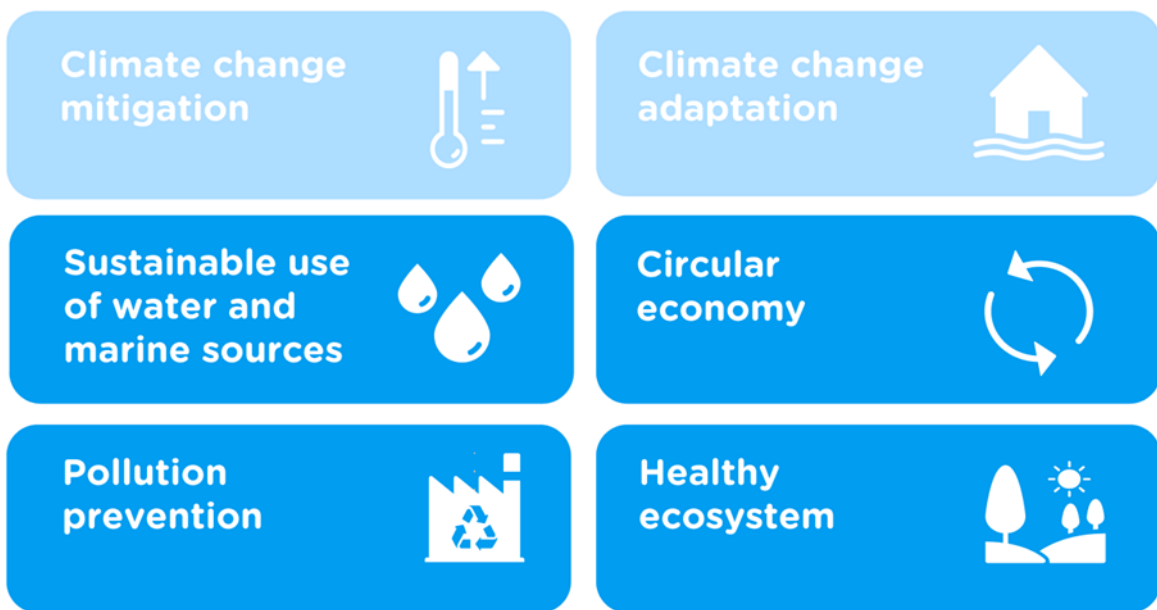 Climate change
mitigation
Climate change
adaptation
Sustainable use
of water and
marine sources
Circular
economy
Pollution
prevention
Healthy
ecosystem